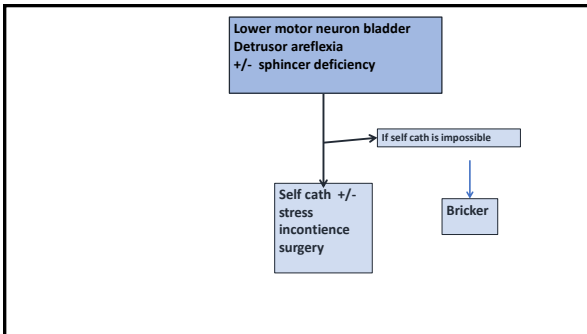 Lower motor neuron bladder
Detrusor areflexia
+/- sphincer deficiency
If self cath is impossible
Self cath +/-
stress
incontience
surgery
Bricker